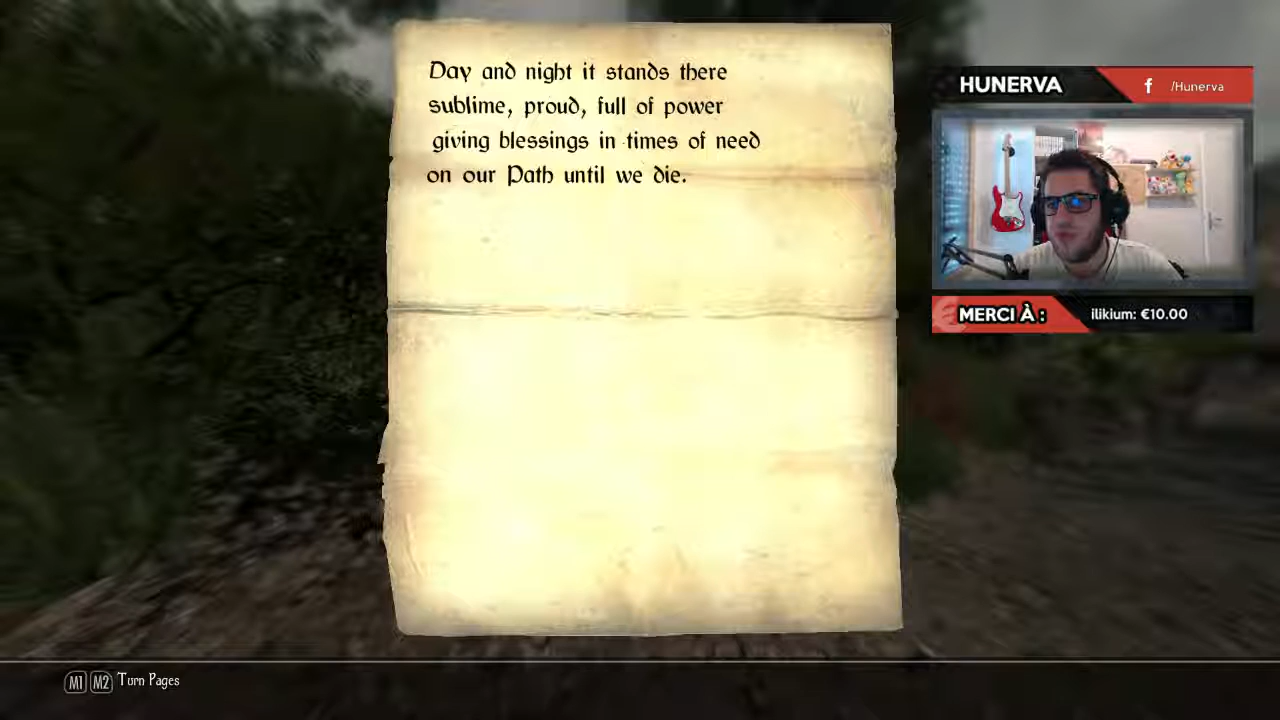 Day and night it stands there
sublime, proud, full of power
giving blessings in times of need
on our Path until we die.
HUNERVA
f /Hunerva
MERCI À :
ilikium: €10.00
M1 M2 Turn Pages